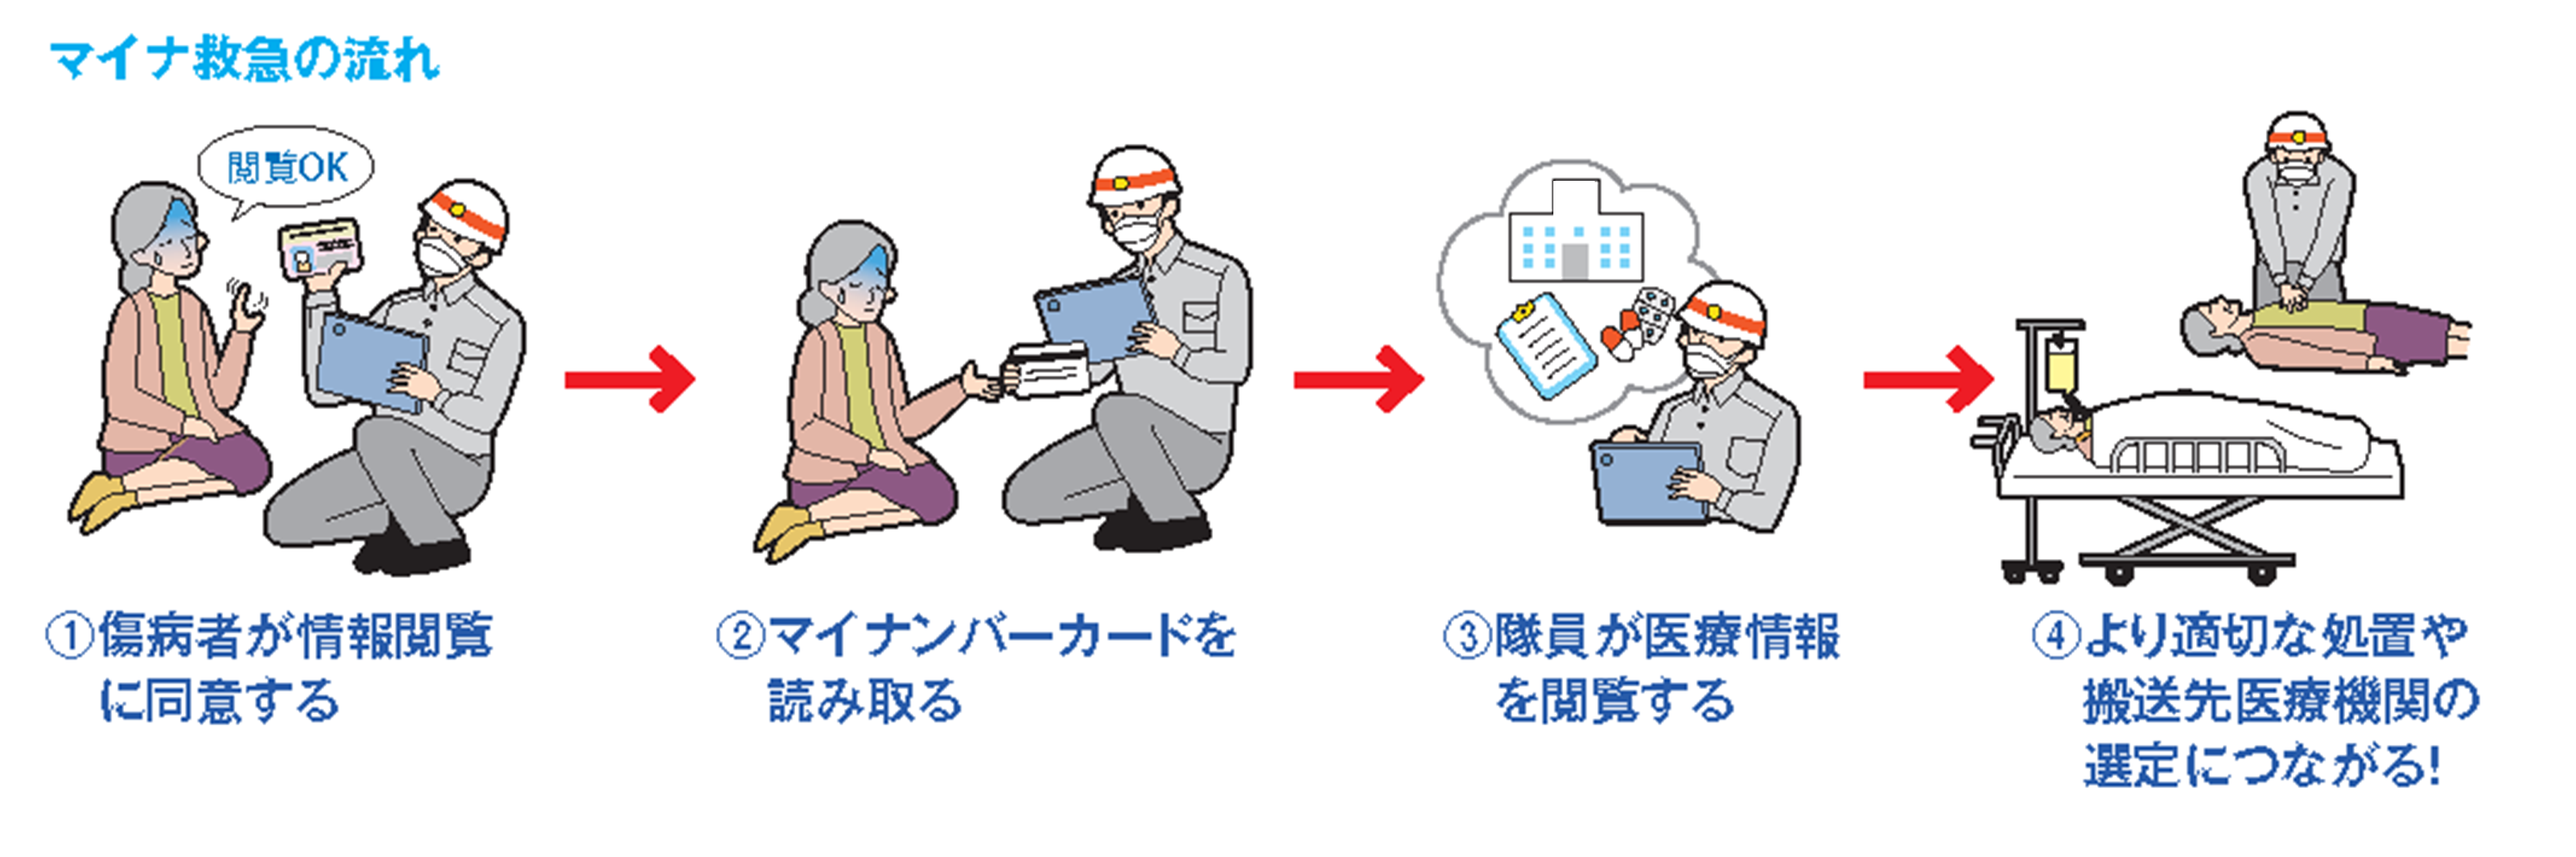 マイナ救急の流れ
閲覧OK
①傷病者が情報閲覧
に同意する
②マイナンバーカードを
読み取る
③隊員が医療情報
を閲覧する
④より適切な処置や
搬送先医療機関の
選定につながる!